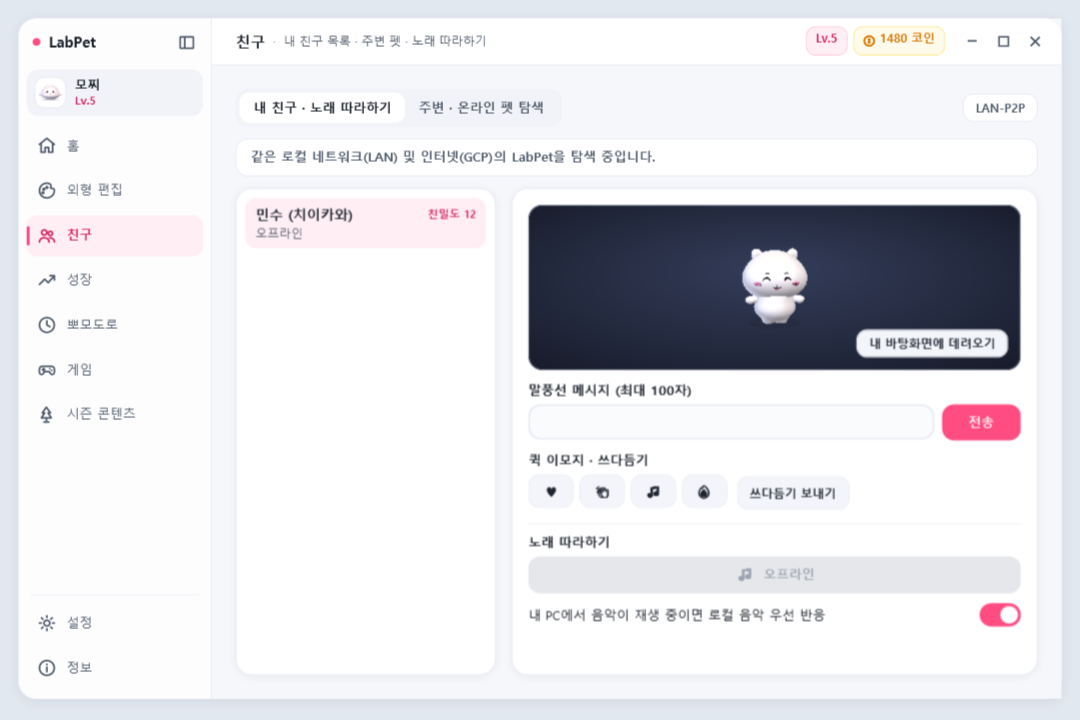 LabPet
모찌
Lv.5
홈
외형 편집
친구
성장
뽀모도로
게임
시즌 콘텐츠
설정
정보
친구 · 내 친구 목록 · 주변 펫 · 노래 따라하기
Lv.5
1480 코인
내 친구 · 노래 따라하기
주변 · 온라인 펫 탐색
LAN-P2P
같은 로컬 네트워크(LAN) 및 인터넷(GCP)의 LabPet을 탐색 중입니다.
민수 (치이카와)
친밀도 12
오프라인
내 바탕화면에 데려오기
말풍선 메시지 (최대 100자)
전송
퀵 이모지 · 쓰다듬기
쓰다듬기 보내기
노래 따라하기
오프라인
내 PC에서 음악이 재생 중이면 로컬 음악 우선 반응